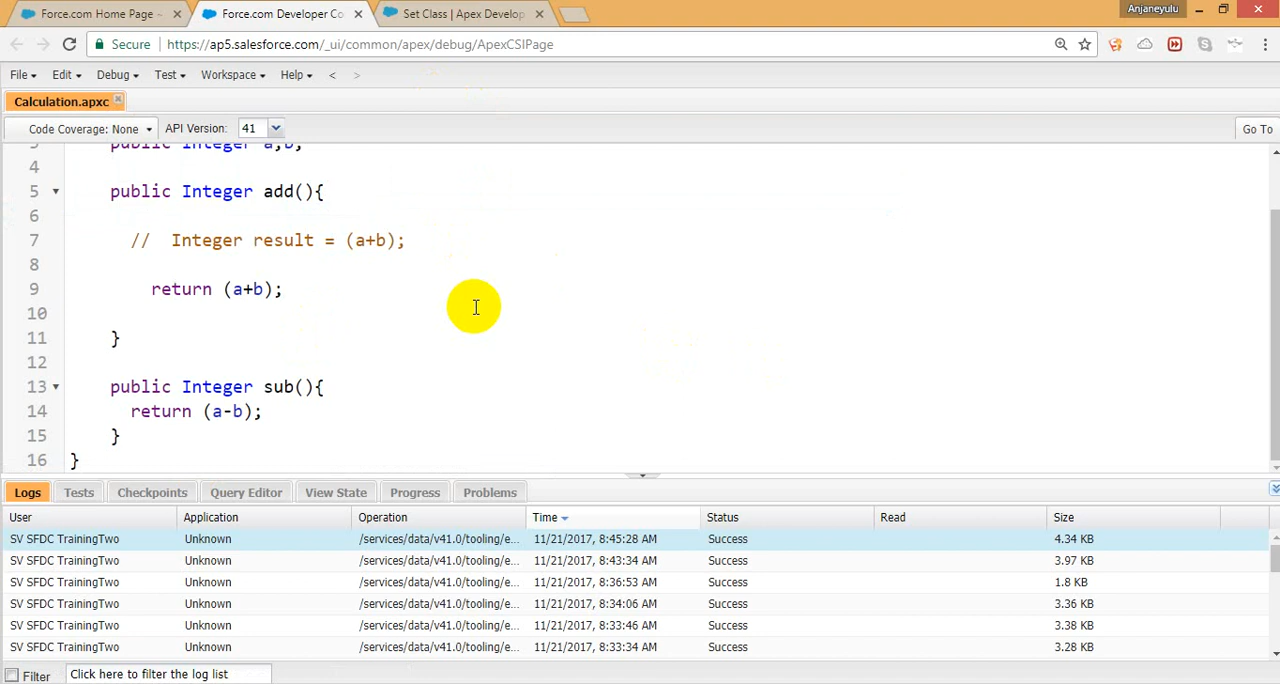 Force.com Home Page ~ Force.com Developer Co Set Class | Apex Develop Anjaneyulu
Secure https://ap5.salesforce.com/_ui/common/apex/debug/ApexCSIPage
File Edit Debug Test Workspace Help < >
Calculation.apxc
Code Coverage: None API Version: 41 Go To
3 public Integer a,b;
4
5 public Integer add(){
6
7 // Integer result = (a+b);
8
9 return (a+b);
10
11 }
12
13 public Integer sub(){
14 return (a-b);
15 }
16 }
Logs Tests Checkpoints Query Editor View State Progress Problems
User Application Operation Time Status Read Size
SV SFDC TrainingTwo Unknown /services/data/v41.0/tooling/e... 11/21/2017, 8:45:28 AM Success 4.34 KB
SV SFDC TrainingTwo Unknown /services/data/v41.0/tooling/e... 11/21/2017, 8:43:34 AM Success 3.97 KB
SV SFDC TrainingTwo Unknown /services/data/v41.0/tooling/e... 11/21/2017, 8:36:53 AM Success 1.8 KB
SV SFDC TrainingTwo Unknown /services/data/v41.0/tooling/e... 11/21/2017, 8:34:06 AM Success 3.36 KB
SV SFDC TrainingTwo Unknown /services/data/v41.0/tooling/e... 11/21/2017, 8:33:46 AM Success 3.38 KB
SV SFDC TrainingTwo Unknown /services/data/v41.0/tooling/e... 11/21/2017, 8:33:34 AM Success 3.28 KB
Filter Click here to filter the log list